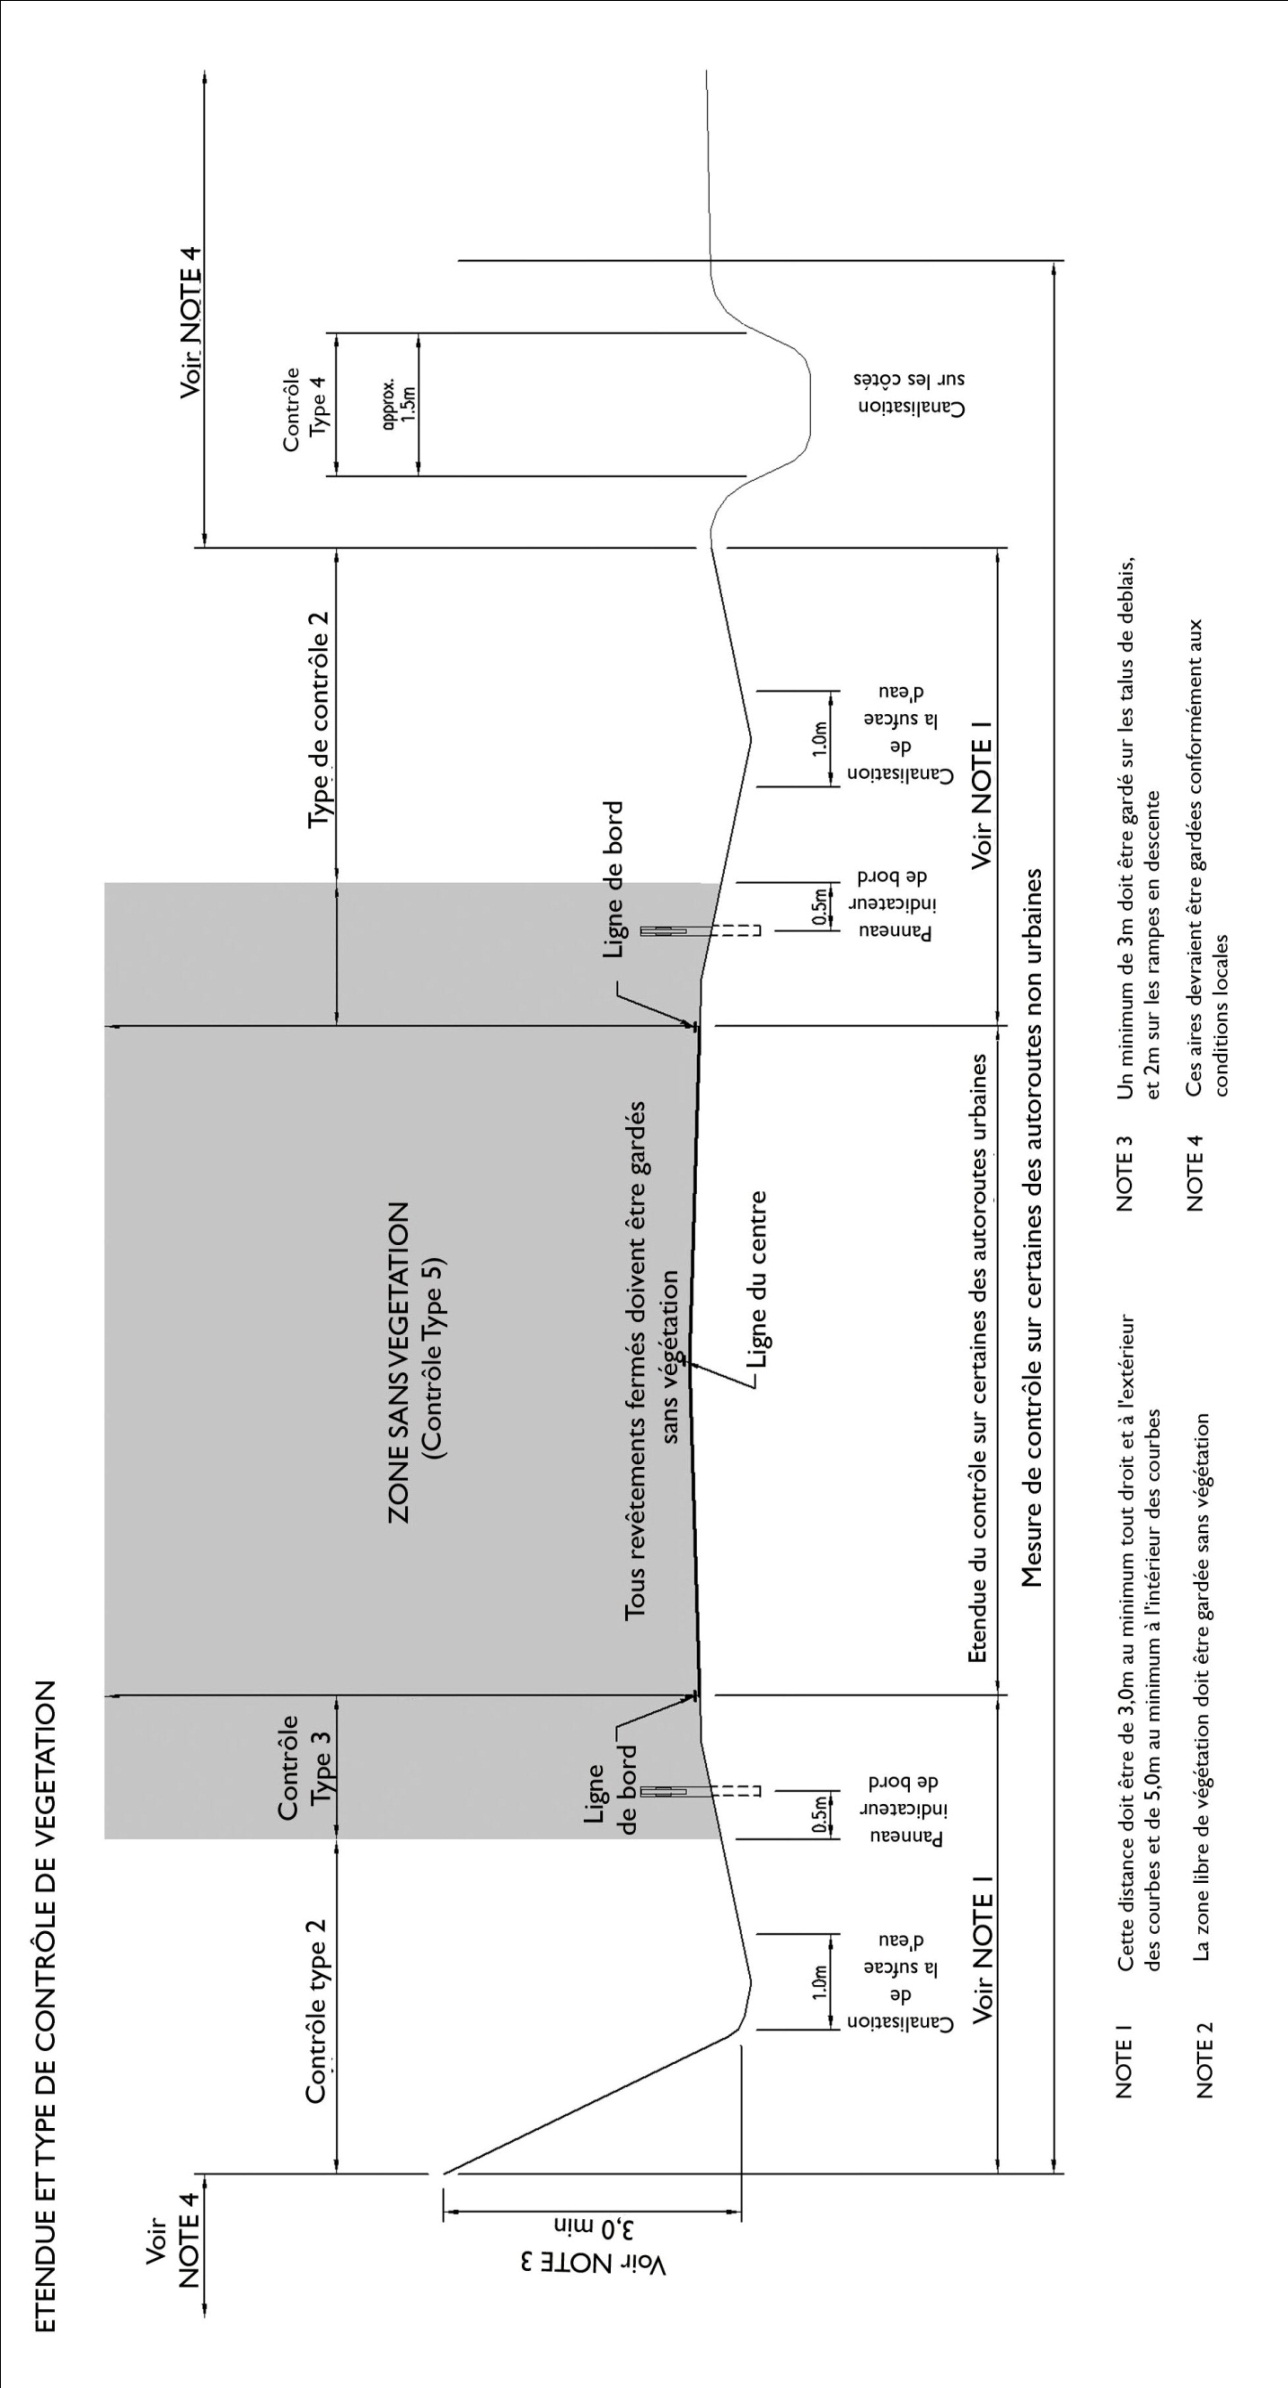 ETENDUE ET TYPE DE CONTRÔLE DE VEGETATION
Voir
NOTE 4
Voir NOTE 4
Contrôle type 2
Contrôle
Type 3
Type de contrôle 2
Contrôle
Type 4
approx.
1.5m
ZONE SANS VEGETATION
(Contrôle Type 5)
Voir NOTE 3
3,0 min
Ligne
de bord
Tous revêtements fermés doivent être gardés
sans végétation
Ligne de bord
Ligne du centre
1.0m
Canalisation
de
la sufcae
d'eau
0.5m
Panneau
indicateur
de bord
0.5m
Panneau
indicateur
de bord
1.0m
Canalisation
de
la sufcae
d'eau
Canalisation
sur les côtés
Voir NOTE 1
Etendue du contrôle sur certaines des autoroutes urbaines
Voir NOTE 1
Mesure de contrôle sur certaines des autoroutes non urbaines
NOTE 1 Cette distance doit être de 3,0m au minimum tout droit et à l'extérieur
des courbes et de 5,0m au minimum à l'intérieur des courbes
NOTE 2 La zone libre de végétation doit être gardée sans végétation
NOTE 3 Un minimum de 3m doit être gardé sur les talus de deblais,
et 2m sur les rampes en descente
NOTE 4 Ces aires devraient être gardées conformément aux
conditions locales